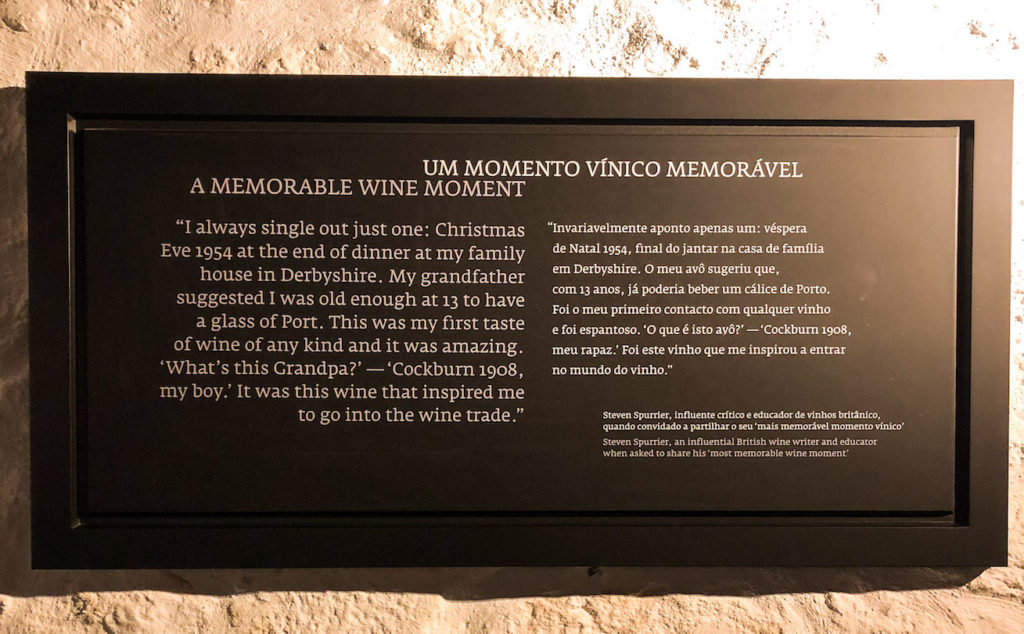 UM MOMENTO VÍNICO MEMORÁVEL
A MEMORABLE WINE MOMENT
“I always single out just one: Christmas
Eve 1954 at the end of dinner at my family
house in Derbyshire. My grandfather
suggested I was old enough at 13 to have
a glass of Port. This was my first taste
of wine of any kind and it was amazing.
‘What’s this Grandpa?’ — ‘Cockburn 1908,
my boy.’ It was this wine that inspired me
to go into the wine trade.”
“Invariavelmente aponto apenas um: véspera
de Natal 1954, final do jantar na casa de família
em Derbyshire. O meu avô sugeriu que,
com 13 anos, já poderia beber um cálice de Porto.
Foi o meu primeiro contacto com qualquer vinho
e foi espantoso. ‘O que é isto avô?’ — ‘Cockburn 1908,
meu rapaz.’ Foi este vinho que me inspirou a entrar
no mundo do vinho.”
Steven Spurrier, influente crítico e educador de vinhos britânico,
quando convidado a partilhar o seu ‘mais memorável momento vínico’
Steven Spurrier, an influential British wine writer and educator
when asked to share his ‘most memorable wine moment’